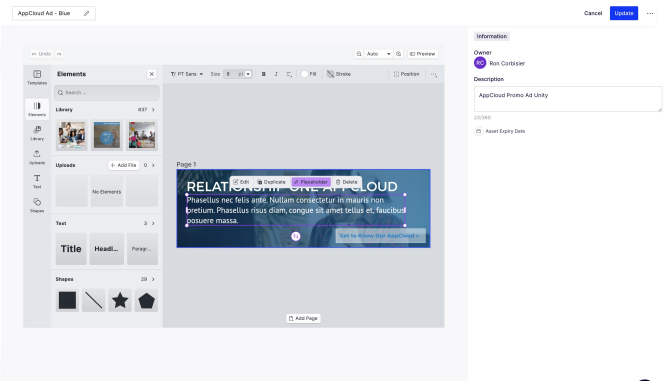 AppCloud Ad - Blue
Cancel
Update
Undo
Auto
Preview
Templates
Elements
Library
Uploads
Text
Shapes
Elements
Search ...
Library
637
Uploads
Add File
0
No Elements
Text
3
Title
Headl...
Paragr...
Shapes
29
PT Sans
Size
8
pt
B
I
Fill
Stroke
Position
Page 1
Edit
Duplicate
Placeholder
Delete
RELATIONSHIP ONE APPCLOUD
Phasellus nec felis ante. Nullam consectetur in mauris non
pretium. Phasellus risus diam, congue sit amet tellus et, faucibus
posuere massa.
Get to Know Our AppCloud
Add Page
Information
Owner
RC
Ron Corbisier
Description
AppCloud Promo Ad Unity
23/360
Asset Expiry Date